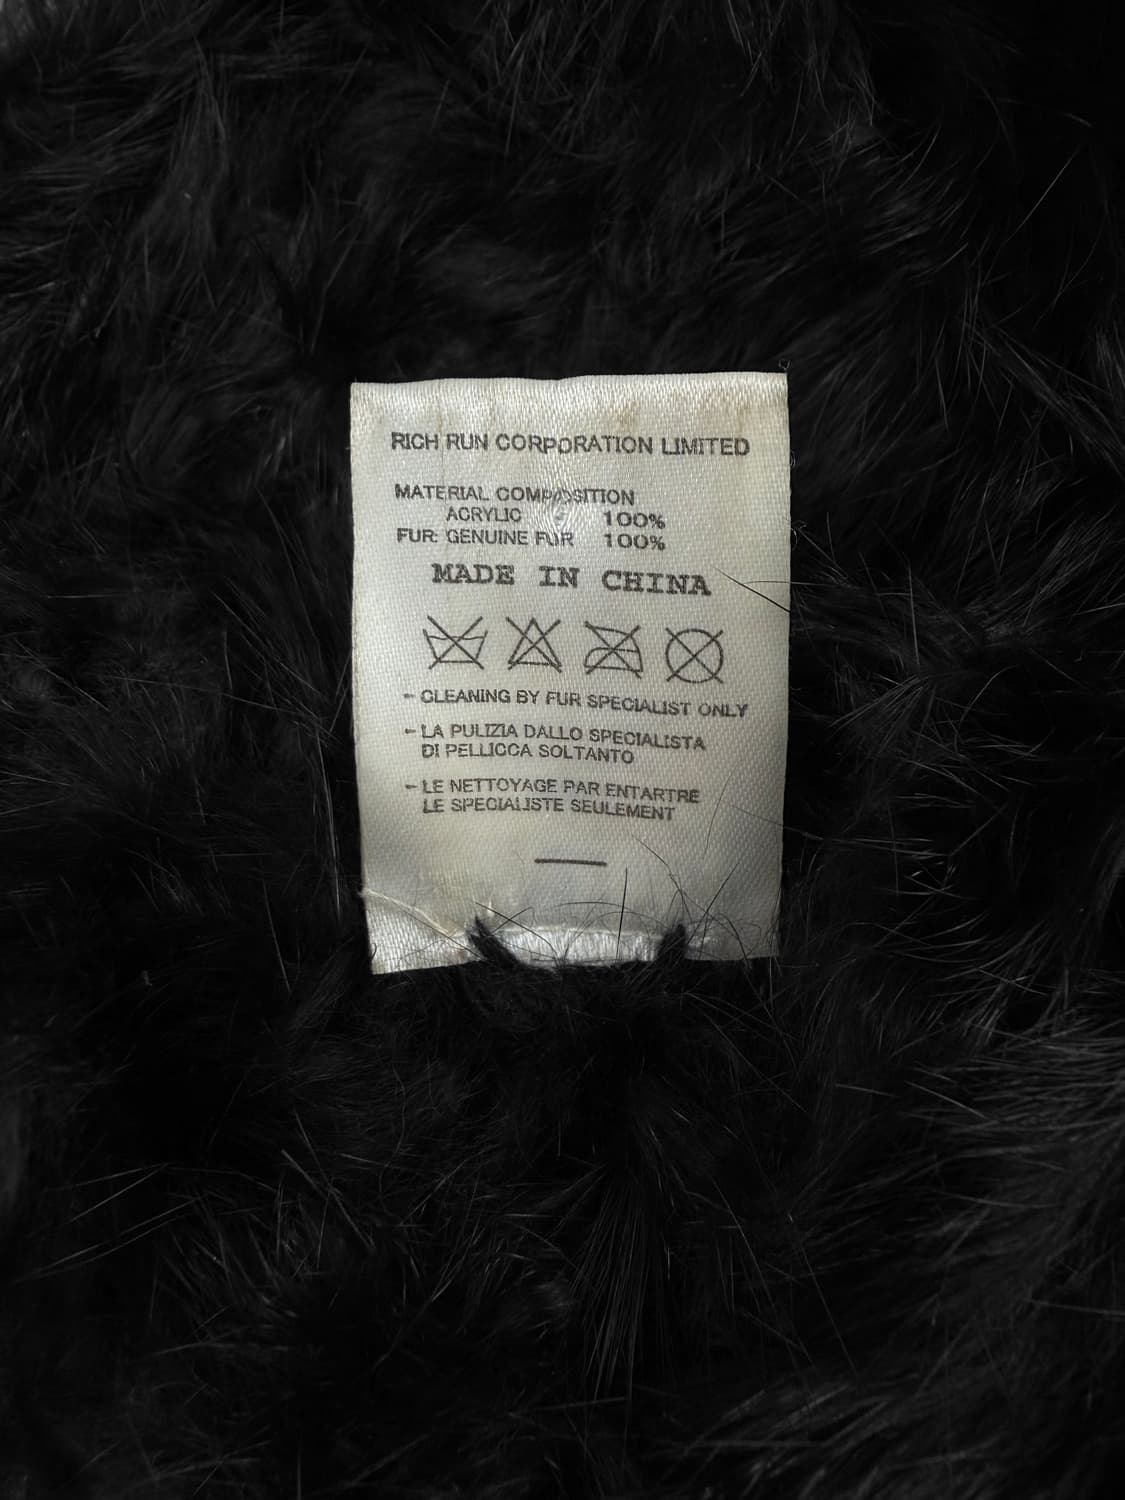 RICH RUN CORPORATION LIMITED
MATERIAL COMPOSITION
ACRYLIC 100%
FUR: GENUINE FUR 100%
MADE IN CHINA
- CLEANING BY FUR SPECIALIST ONLY
- LA PULIZIA DALLO SPECIALISTA
DI PELLICCA SOLTANTO
- LE NETTOYAGE PAR ENTARTRE
LE SPECIALISTE SEULEMENT